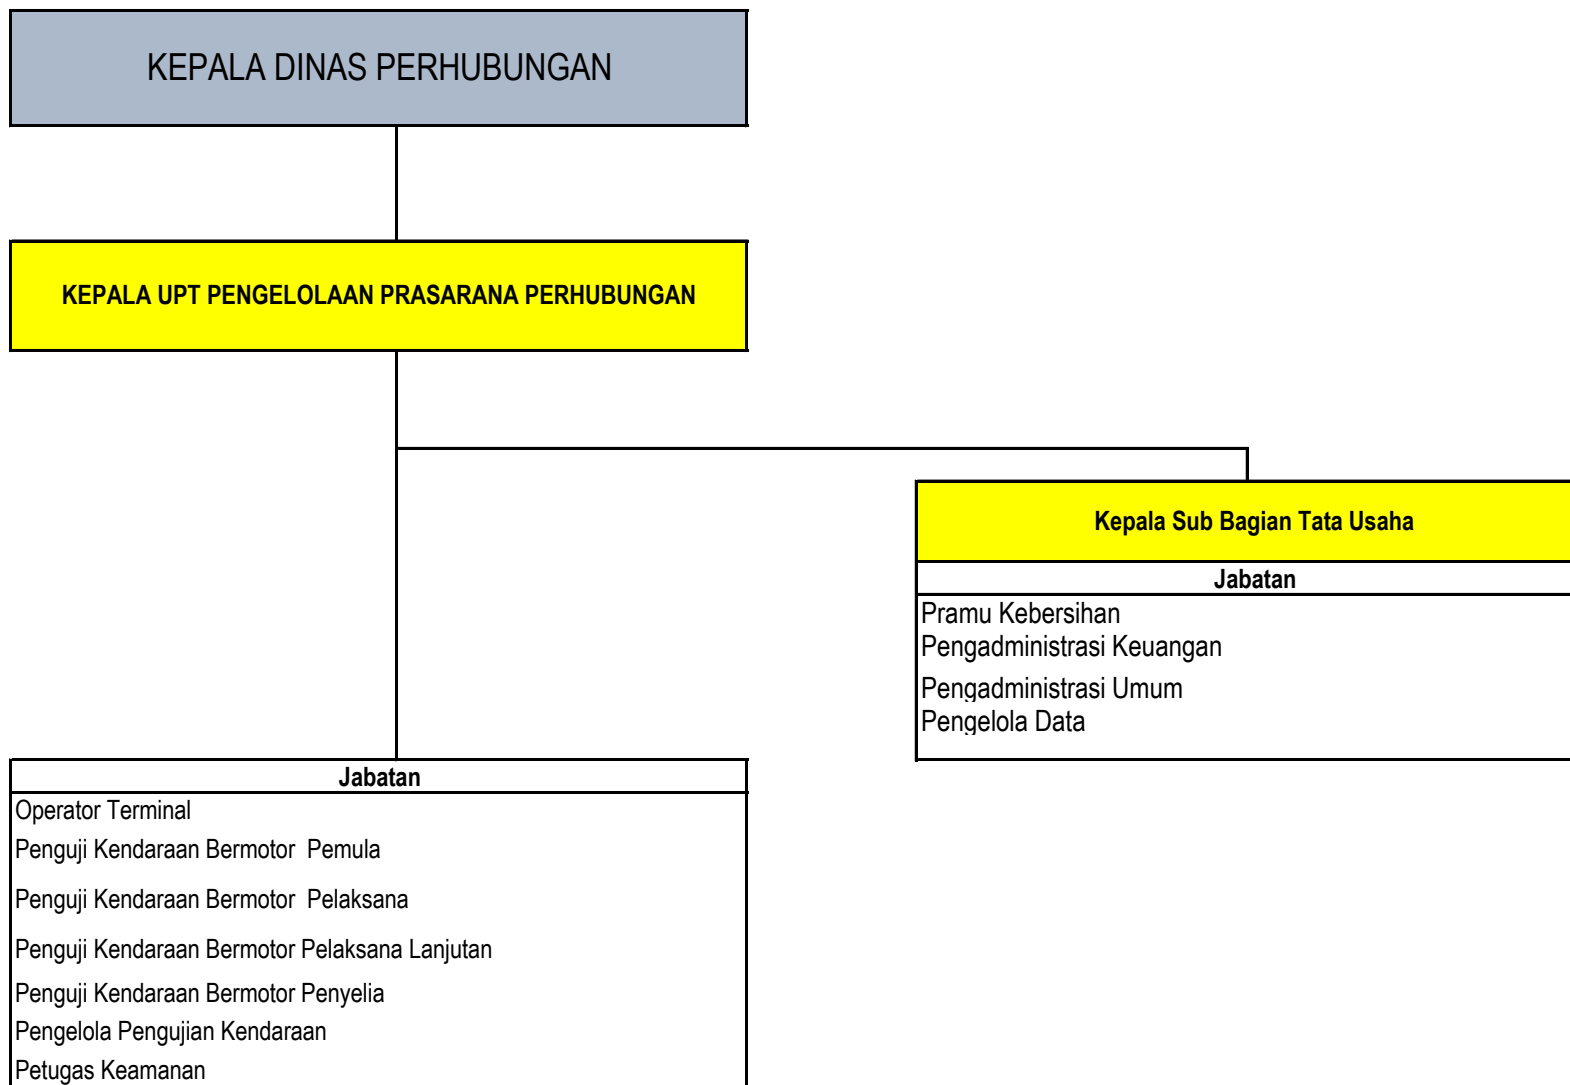 KEPALA DINAS PERHUBUNGAN
KEPALA UPT PENGELOLAAN PRASARANA PERHUBUNGAN
Kepala Sub Bagian Tata Usaha
Jabatan
Pramu Kebersihan
Pengadministrasi Keuangan
Pengadministrasi Umum
Pengelola Data
Jabatan
Operator Terminal
Penguji Kendaraan Bermotor  Pemula
Penguji Kendaraan Bermotor  Pelaksana
Penguji Kendaraan Bermotor Pelaksana Lanjutan
Penguji Kendaraan Bermotor Penyelia
Pengelola Pengujian Kendaraan
Petugas Keamanan